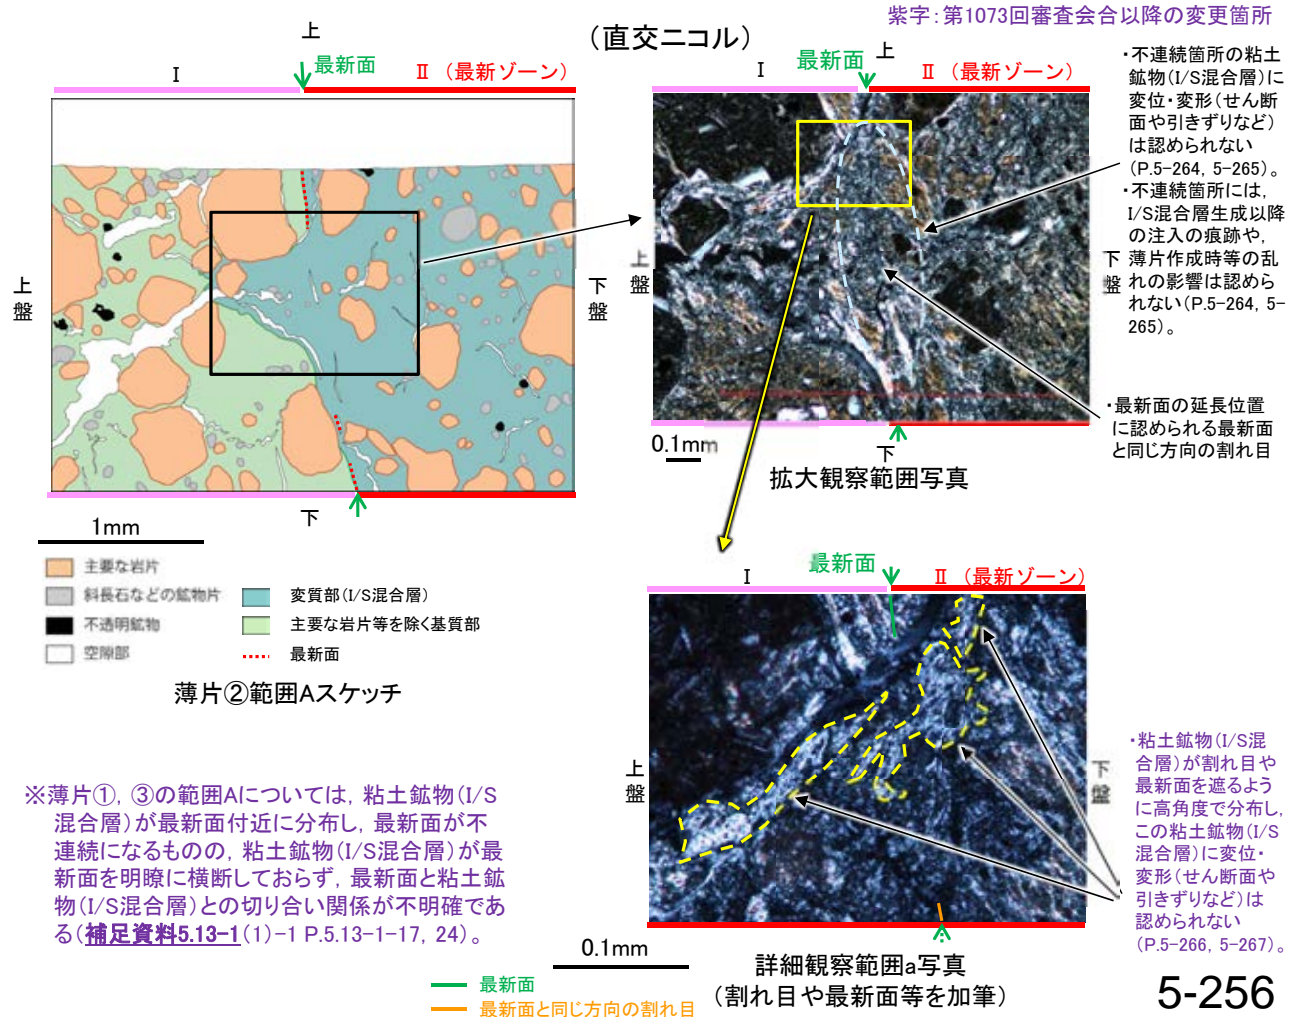 紫字：第1073回審査会合以降の変更箇所
（直交ニコル）
上
最新面
Ⅰ
Ⅱ （最新ゾーン）
上盤
下盤
下
1mm
主要な岩片
斜長石などの鉱物片
不透明鉱物
空隙部
変質部(I/S混合層)
主要な岩片等を除く基質部
最新面
薄片②範囲Aスケッチ
上
最新面
Ⅰ
Ⅱ （最新ゾーン）
上盤
下盤
下
0.1mm
拡大観察範囲写真
・不連続箇所の粘土
鉱物(I/S混合層)に
変位・変形(せん断
面や引きずりなど)
は認められない
(P.5-264, 5-265)。
・不連続箇所には,
I/S混合層生成以降
の注入の痕跡や,
薄片作成時等の乱
れの影響は認めら
れない(P.5-264, 5-
265)。
・最新面の延長位置
に認められる最新面
と同じ方向の割れ目
最新面
Ⅰ
Ⅱ （最新ゾーン）
上盤
下盤
0.1mm
詳細観察範囲a写真
（割れ目や最新面等を加筆）
最新面
最新面と同じ方向の割れ目
・粘土鉱物(I/S混
合層)が割れ目や
最新面を遮るよう
に高角度で分布し,
この粘土鉱物(I/S
混合層)に変位・
変形(せん断面や
引きずりなど)は
認められない
(P.5-266, 5-267)。
※薄片①, ③の範囲Aについては, 粘土鉱物(I/S
混合層)が最新面付近に分布し, 最新面が不
連続になるものの, 粘土鉱物(I/S混合層)が最
新面を明瞭に横断しておらず, 最新面と粘土鉱
物(I/S混合層)との切り合い関係が不明確であ
る(補足資料5.13-1(1)-1 P.5.13-1-17, 24)。
5-256